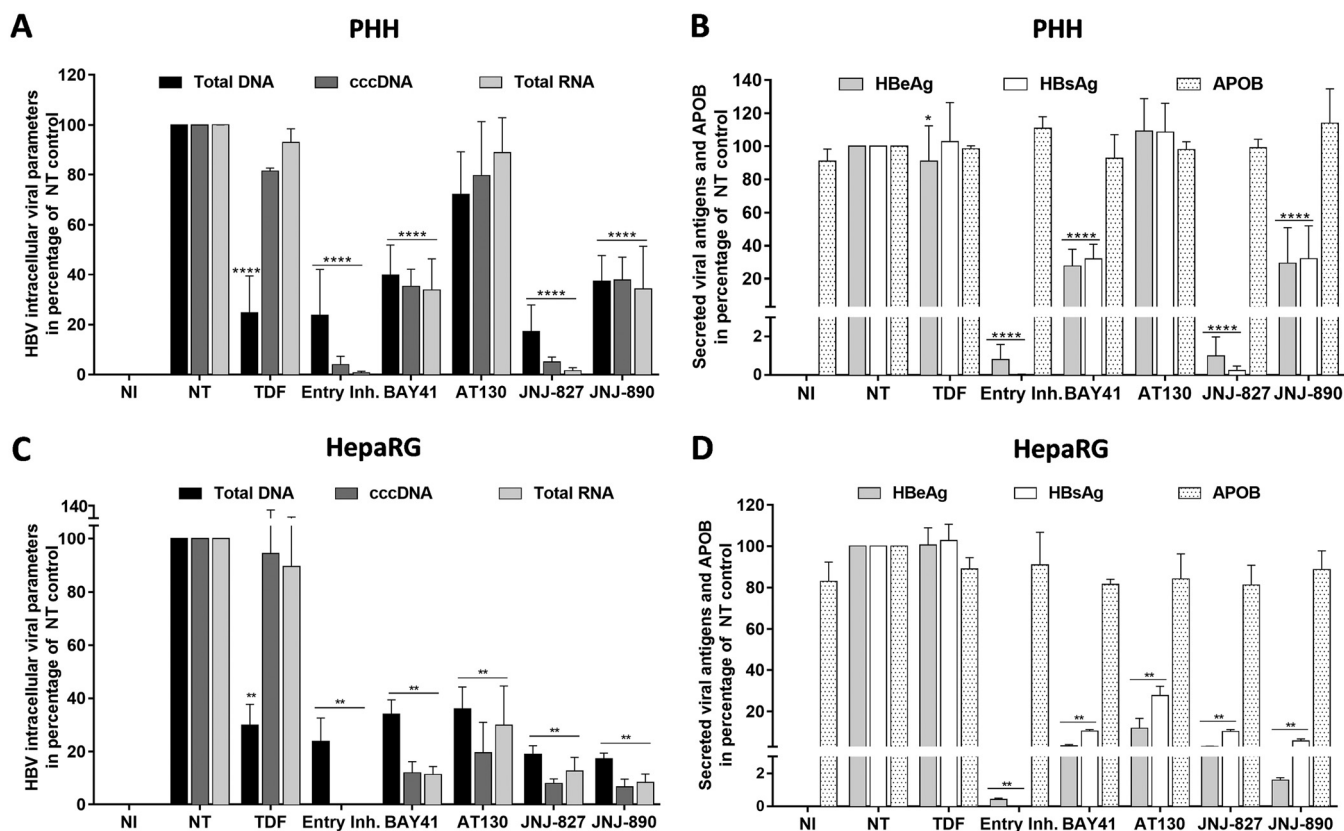 A
PHH
HBV intracellular viral parameters
in percentage of NT control
Total DNA
cccDNA
Total RNA
120
100
80
60
40
20
0
****
****
****
****
****
NI
NT
TDF
Entry Inh.
BAY41
AT130
JNJ-827
JNJ-890
B
PHH
Secreted viral antigens and APOB
in percentage of NT control
HBeAg
HBsAg
APOB
140
120
100
80
60
40
20
2
0
*
****
****
****
****
NI
NT
TDF
Entry Inh.
BAY41
AT130
JNJ-827
JNJ-890
C
HepaRG
HBV intracellular viral parameters
in percentage of NT control
Total DNA
cccDNA
Total RNA
140
100
80
60
40
20
0
**
**
**
**
**
**
NI
NT
TDF
Entry Inh.
BAY41
AT130
JNJ-827
JNJ-890
D
HepaRG
Secreted viral antigens and APOB
in percentage of NT control
HBeAg
HBsAg
APOB
120
100
80
60
40
20
2
0
**
**
**
**
**
NI
NT
TDF
Entry Inh.
BAY41
AT130
JNJ-827
JNJ-890